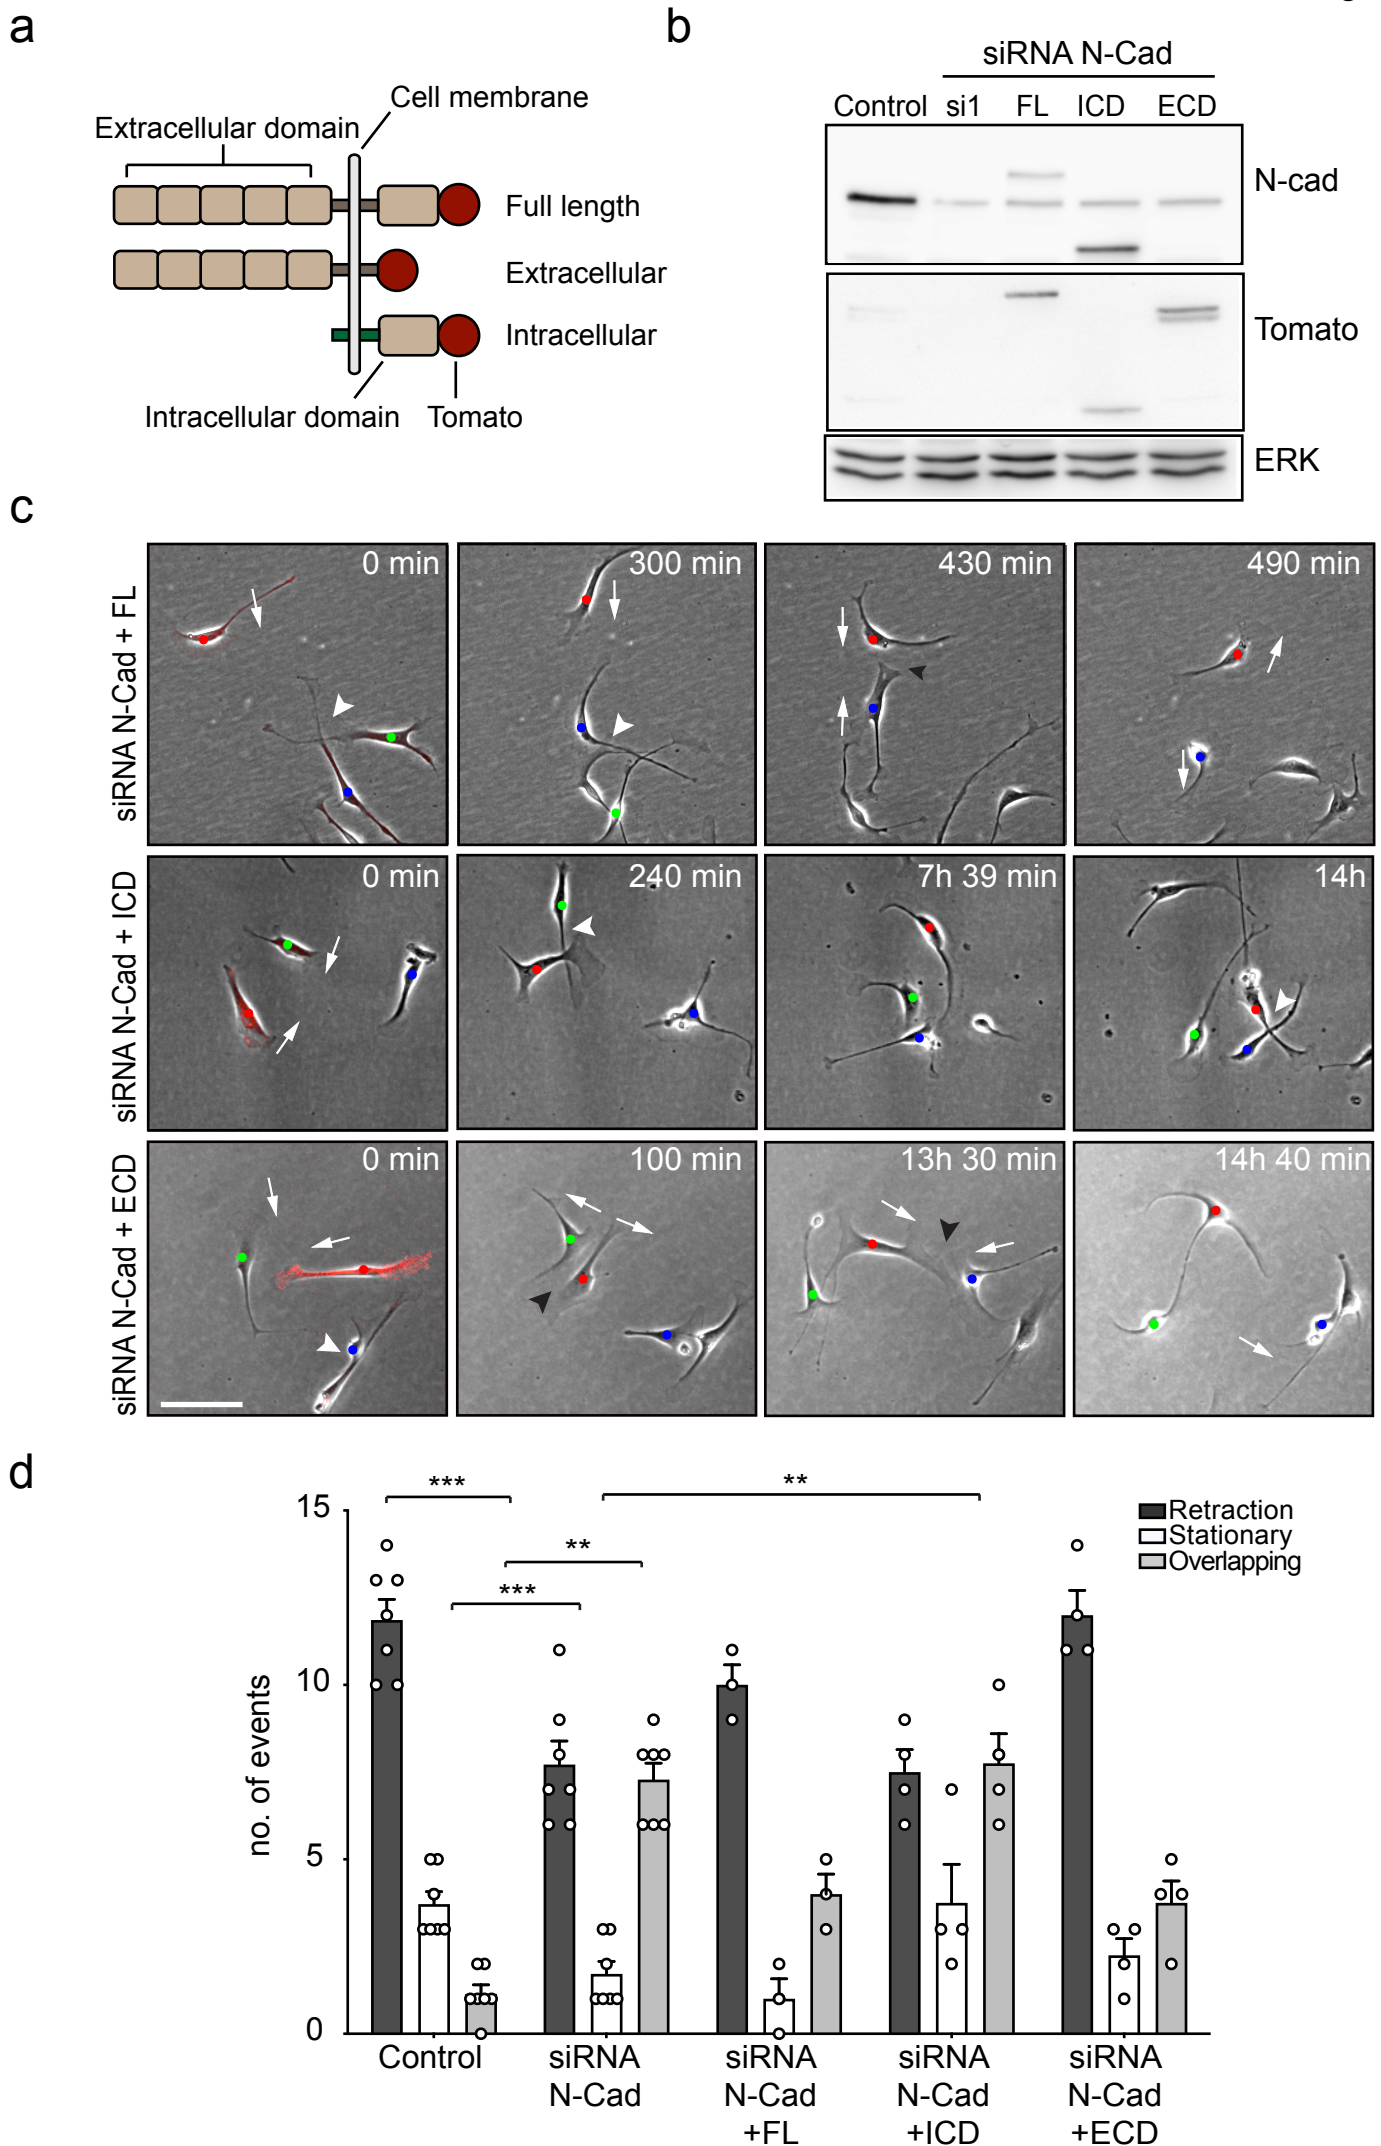 a
Cell membrane
Extracellular domain
Full length
Extracellular
Intracellular
Intracellular domain
Tomato
b
siRNA N-Cad
Control si1 FL ICD ECD
N-cad
Tomato
ERK
c
siRNA N-Cad + FL
0 min
300 min
430 min
490 min
siRNA N-Cad + ICD
0 min
240 min
7h 39 min
14h
siRNA N-Cad + ECD
0 min
100 min
13h 30 min
14h 40 min
d
***
**
**
***
Retraction
Stationary
Overlapping
no. of events
15
10
5
0
Control
siRNA
N-Cad
siRNA
N-Cad
+FL
siRNA
N-Cad
+ICD
siRNA
N-Cad
+ECD